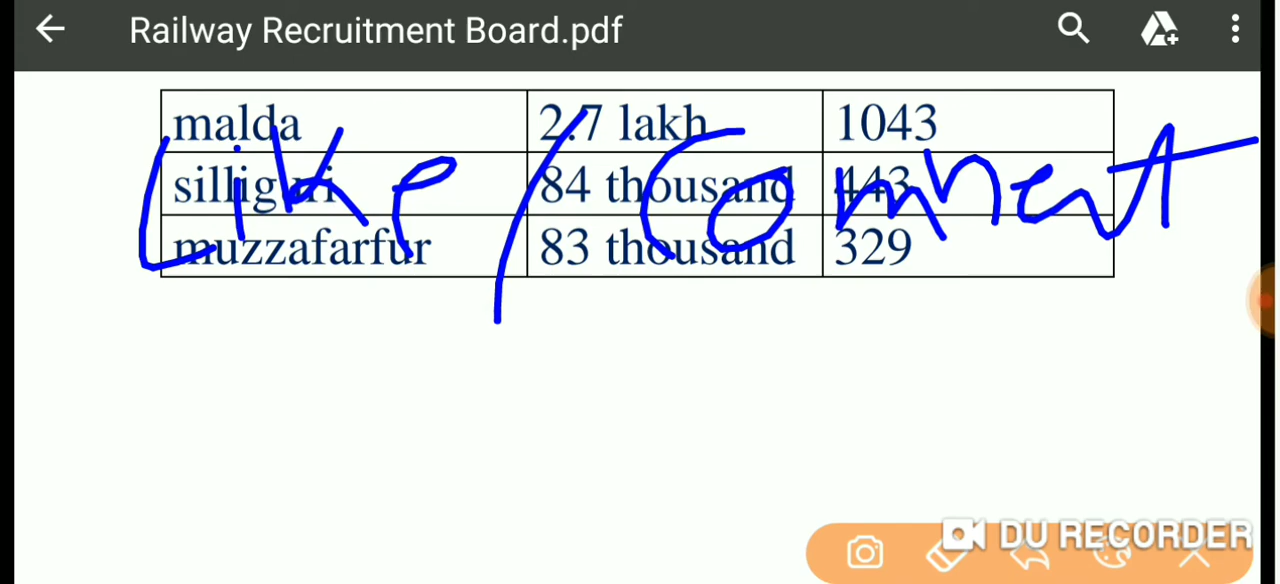 Railway Recruitment Board.pdf
malda 2.7 lakh 1043
silliguri 84 thousand 443
muzzafarfur 83 thousand 329
Like/Comment
DU RECORDER